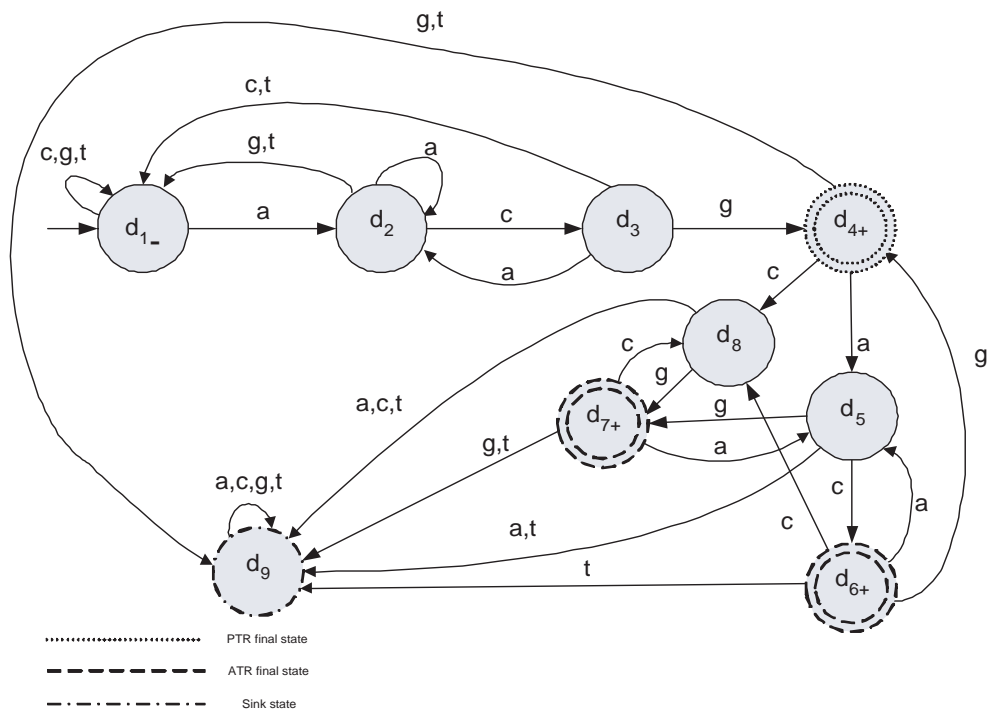 g,t
c,t
c,g,t
g,t
a
d1-
a
d2
c
d3
g
d4+
a
c
a
g
d8
c
g
a,c,t
d7+
g
d5
g,t
a
c
a
a,c,g,t
a,t
c
d9
t
d6+
PTR final state
ATR final state
Sink state